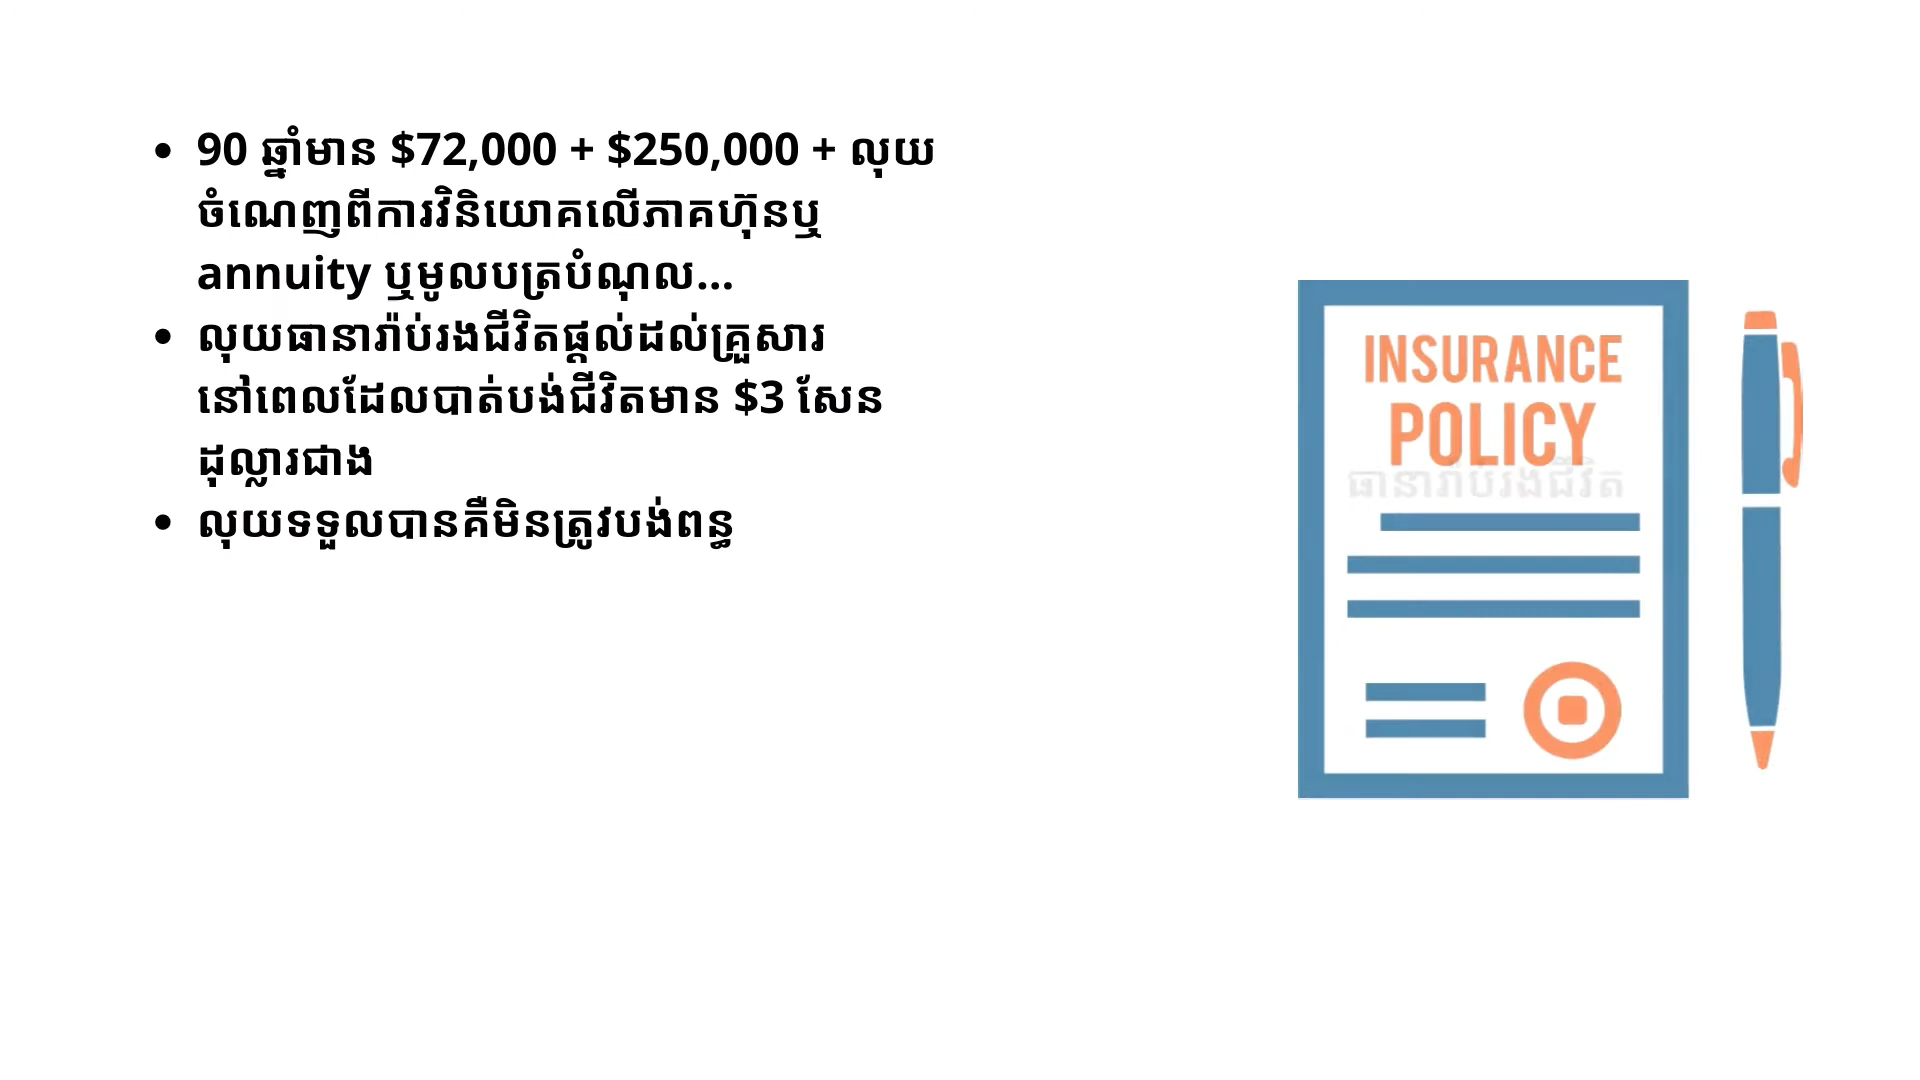 • 90 ឆ្នាំមាន $72,000 + $250,000 + លុយ
ចំណេញពីការវិនិយោគលើភាគហ៊ុនឬ
annuity ឬមូលបត្របំណុល...
• លុយធានារ៉ាប់រងជីវិតផ្តល់ដល់គ្រួសារ
នៅពេលដែលបាត់បង់ជីវិតមាន $3 សែន
ដុល្លារជាង
• លុយទទួលបានគឺមិនត្រូវបង់ពន្ធ
INSURANCE
POLICY
ធានារ៉ាប់រងជីវិត